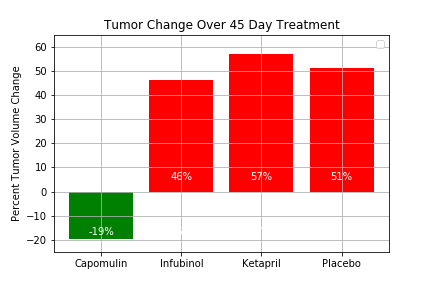 Tumor Change Over 45 Day Treatment
Percent Tumor Volume Change
60
50
40
30
20
10
0
−10
−20
46%
57%
51%
-19%
Capomulin
Infubinol
Ketapril
Placebo